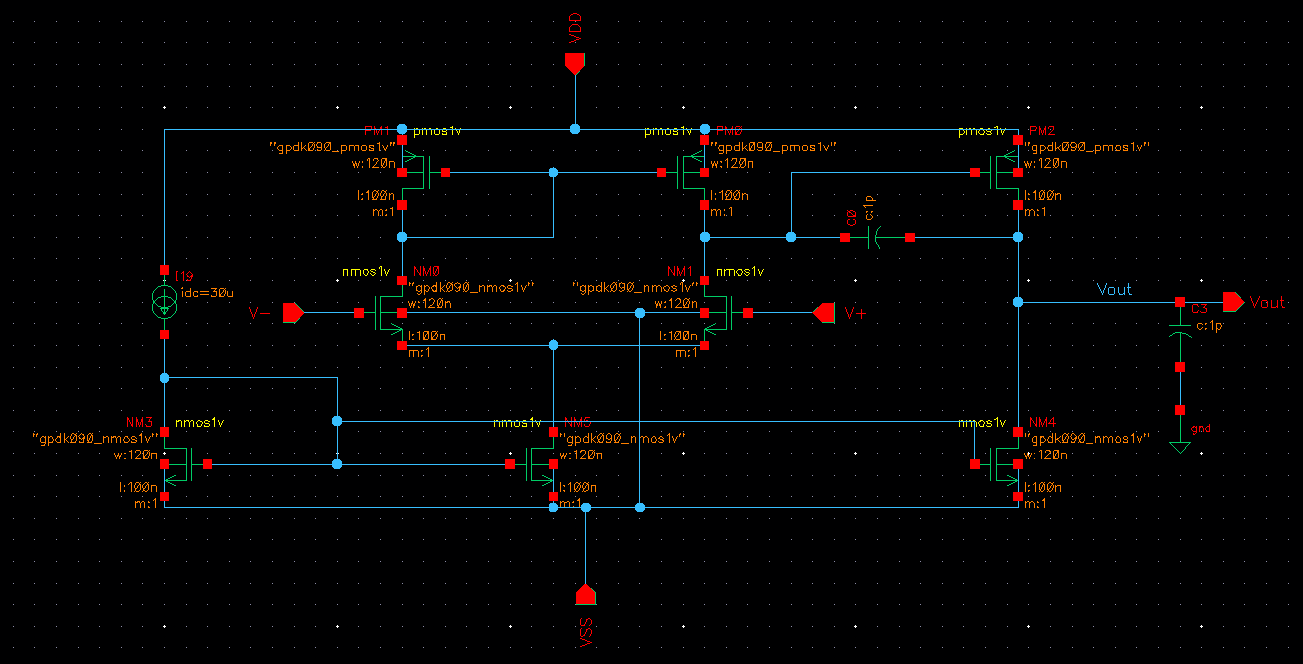 VDD
PM1
pmos1v
"gpdk090_pmos1v"
w:120n
l:100n
m:1
pmos1v
PM0
"gpdk090_pmos1v"
w:120n
l:100n
m:1
pmos1v
PM2
"gpdk090_pmos1v"
w:120n
l:100n
m:1
C0
c:1p
I19
idc=30u
nmos1v
NM0
"gpdk090_nmos1v"
w:120n
l:100n
m:1
V-
NM1
nmos1v
"gpdk090_nmos1v"
w:120n
l:100n
m:1
V+
Vout
Vout
C3
c:1p
gnd
NM3
nmos1v
"gpdk090_nmos1v"
w:120n
l:100n
m:1
nmos1v
NM5
"gpdk090_nmos1v"
w:120n
l:100n
m:1
nmos1v
NM4
"gpdk090_nmos1v"
w:120n
l:100n
m:1
VSS